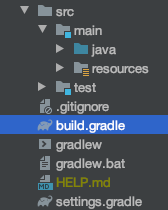 src
main
java
resources
test
.gitignore
build.gradle
gradlew
gradlew.bat
HELP.md
settings.gradle